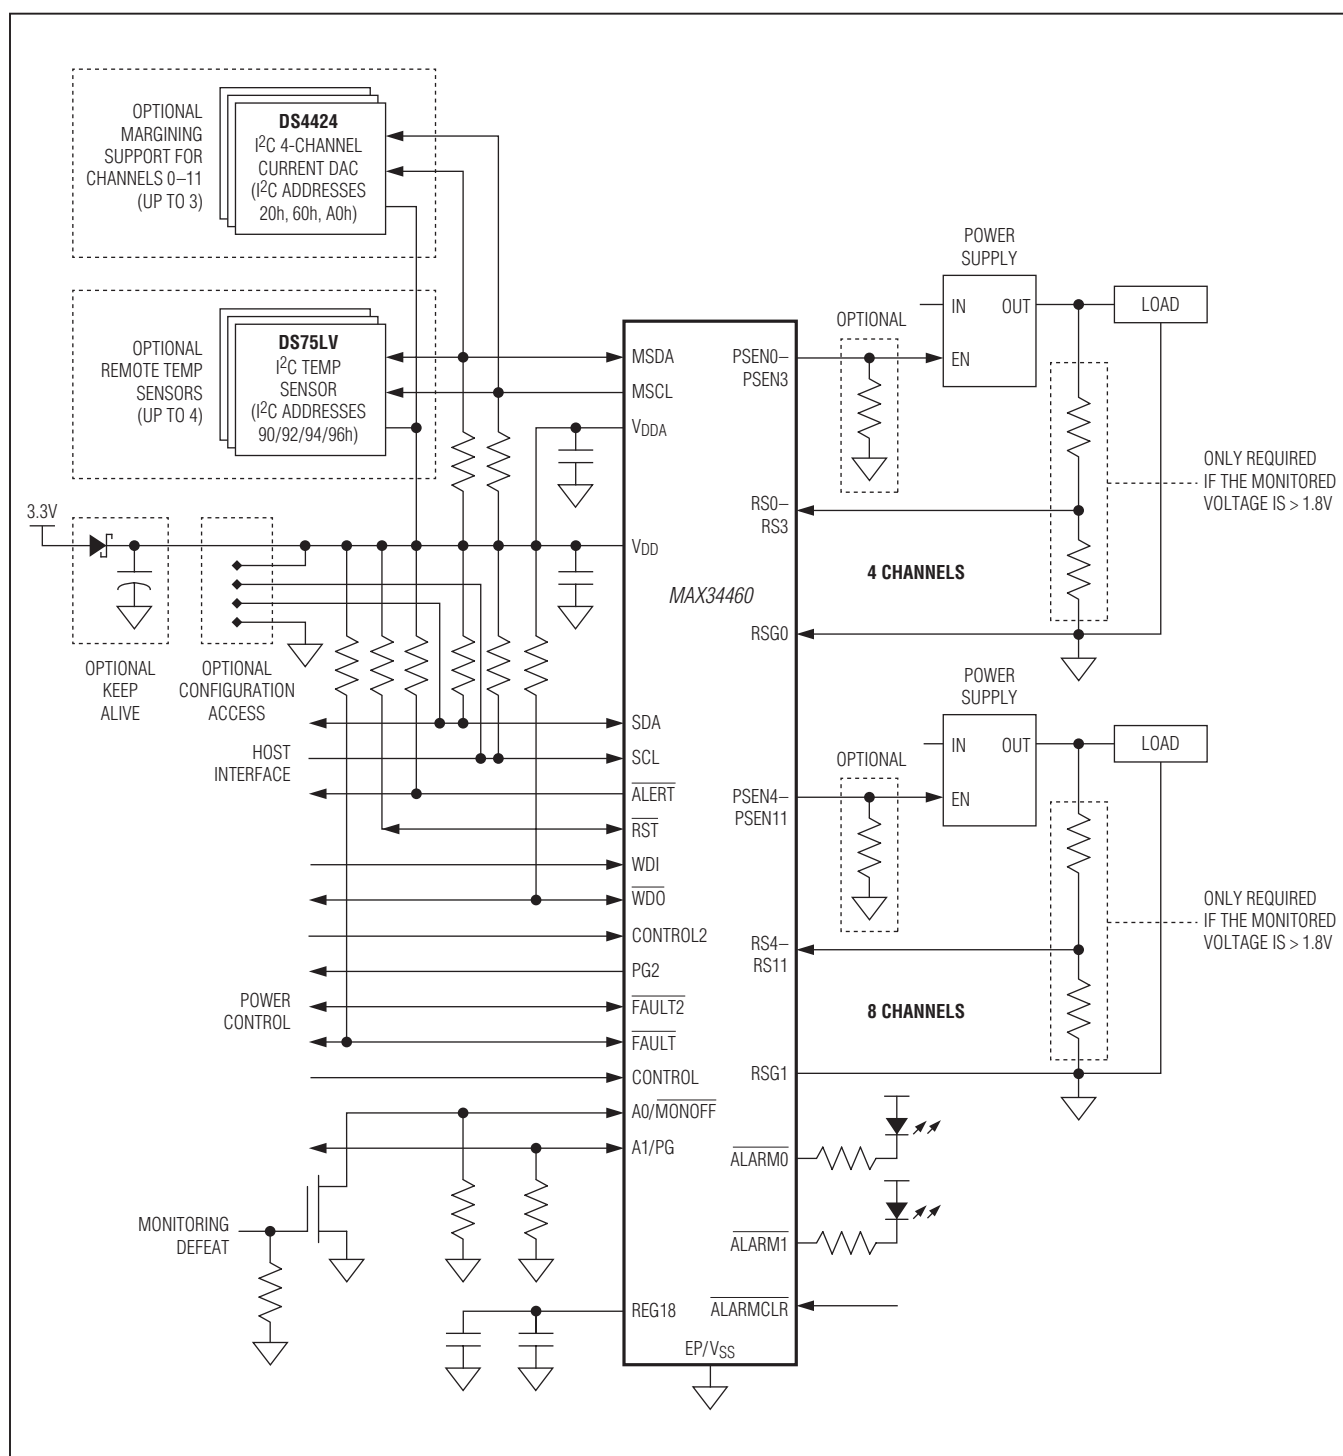 OPTIONAL
MARGINING
SUPPORT FOR
CHANNELS 0–11
(UP TO 3)
DS4424
I2C 4-CHANNEL
CURRENT DAC
(I2C ADDRESSES
20h, 60h, A0h)
OPTIONAL
REMOTE TEMP
SENSORS
(UP TO 4)
DS75LV
I2C TEMP
SENSOR
(I2C ADDRESSES
90/92/94/96h)
3.3V
OPTIONAL
KEEP
ALIVE
OPTIONAL
CONFIGURATION
ACCESS
HOST
INTERFACE
POWER
CONTROL
MONITORING
DEFEAT
MSDA
MSCL
VDDA
VDD
MAX34460
SDA
SCL
ALERT
RST
WDI
WDO
CONTROL2
PG2
FAULT2
FAULT
CONTROL
A0/MONOFF
A1/PG
REG18
EP/VSS
PSEN0–
PSEN3
RS0–
RS3
RSG0
PSEN4–
PSEN11
RS4–
RS11
RSG1
ALARM0
ALARM1
ALARMCLR
OPTIONAL
POWER
SUPPLY
IN
OUT
EN
LOAD
ONLY REQUIRED
IF THE MONITORED
VOLTAGE IS > 1.8V
4 CHANNELS
OPTIONAL
POWER
SUPPLY
IN
OUT
EN
LOAD
ONLY REQUIRED
IF THE MONITORED
VOLTAGE IS > 1.8V
8 CHANNELS